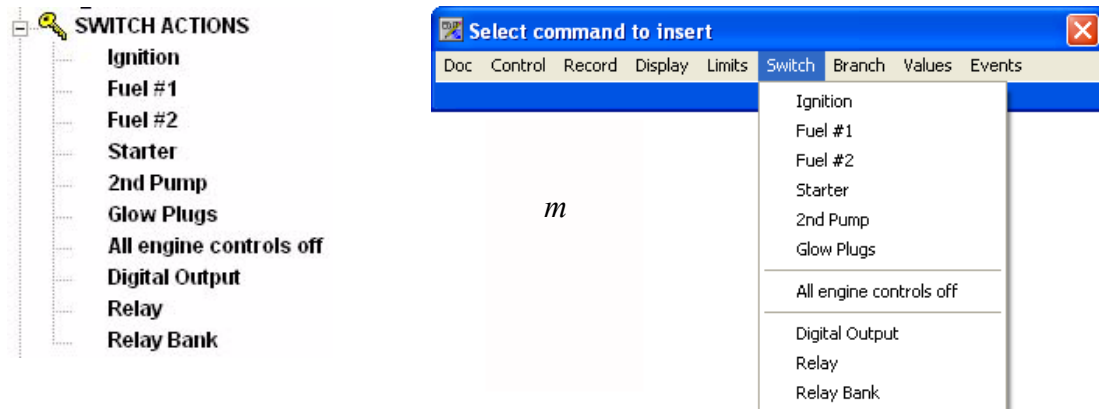 SWITCH ACTIONS
Ignition
Fuel #1
Fuel #2
Starter
2nd Pump
Glow Plugs
All engine controls off
Digital Output
Relay
Relay Bank
Select command to insert
Doc Control Record Display Limits Switch Branch Values Events
Ignition
Fuel #1
Fuel #2
Starter
2nd Pump
Glow Plugs
All engine controls off
Digital Output
Relay
Relay Bank
m